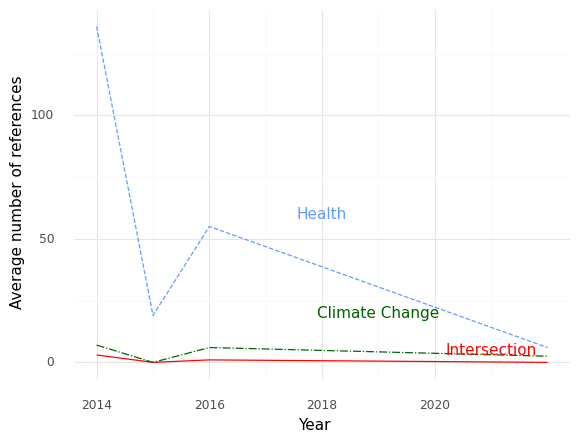 Average number of references
100
50
0
Health
Climate Change
Intersection
2014
2016
2018
2020
Year